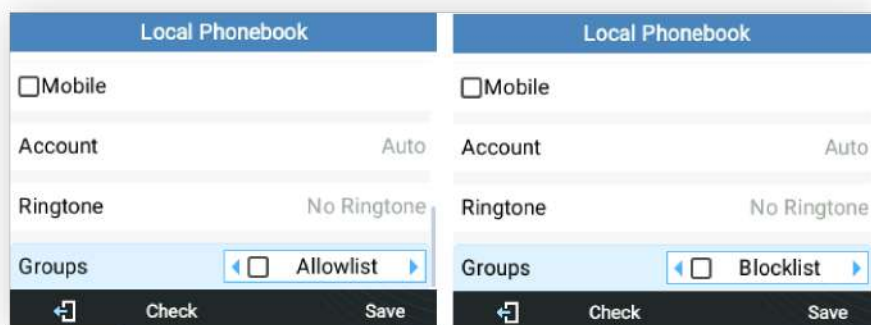 Local Phonebook
Mobile
Account Auto
Ringtone No Ringtone
Groups Allowlist
Check Save
Local Phonebook
Mobile
Account Auto
Ringtone No Ringtone
Groups Blocklist
Check Save